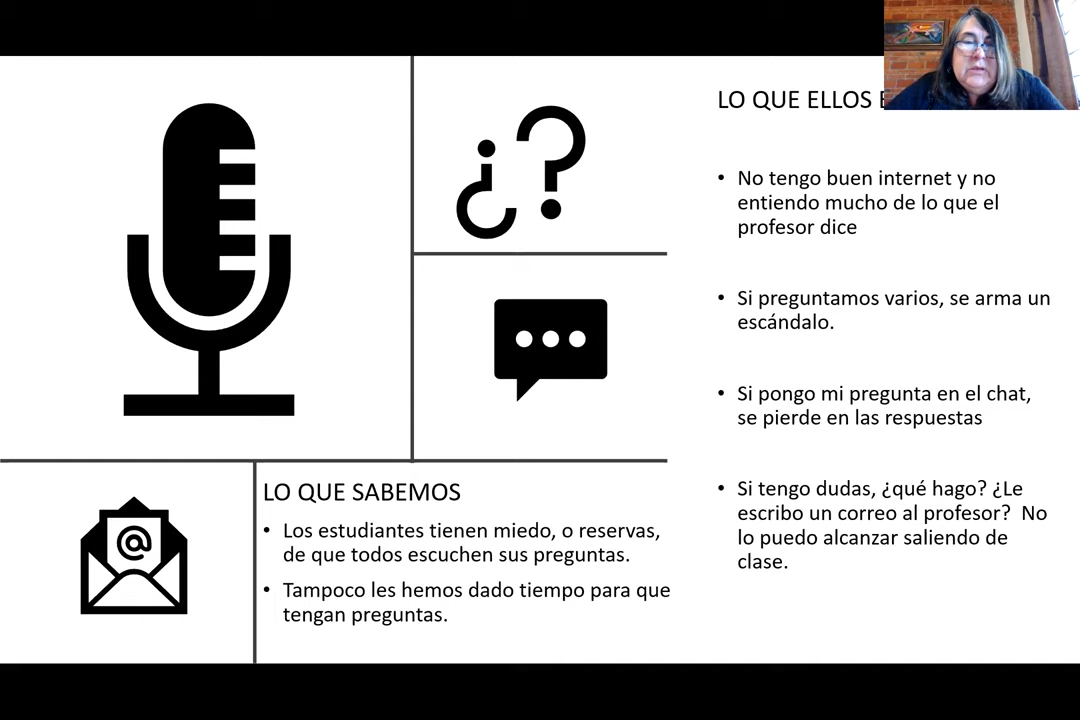 LO QUE ELLOS
No tengo buen internet y no
entiendo mucho de lo que el
profesor dice
Si preguntamos varios, se arma un
escándalo.
Si pongo mi pregunta en el chat,
se pierde en las respuestas
Si tengo dudas, ¿qué hago? ¿Le
escribo un correo al profesor? No
lo puedo alcanzar saliendo de
clase.
¿?
@
LO QUE SABEMOS
• Los estudiantes tienen miedo, o reservas,
de que todos escuchen sus preguntas.
• Tampoco les hemos dado tiempo para que
tengan preguntas.